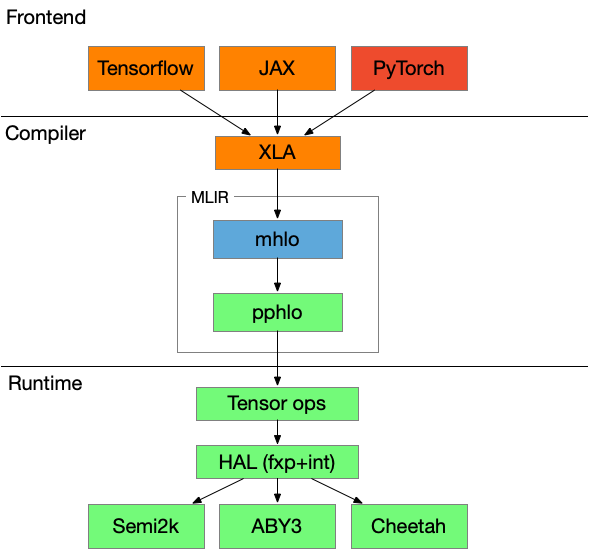 Frontend
Tensorflow
JAX
PyTorch
Compiler
XLA
MLIR
mhlo
pphlo
Runtime
Tensor ops
HAL (fxp+int)
Semi2k
ABY3
Cheetah